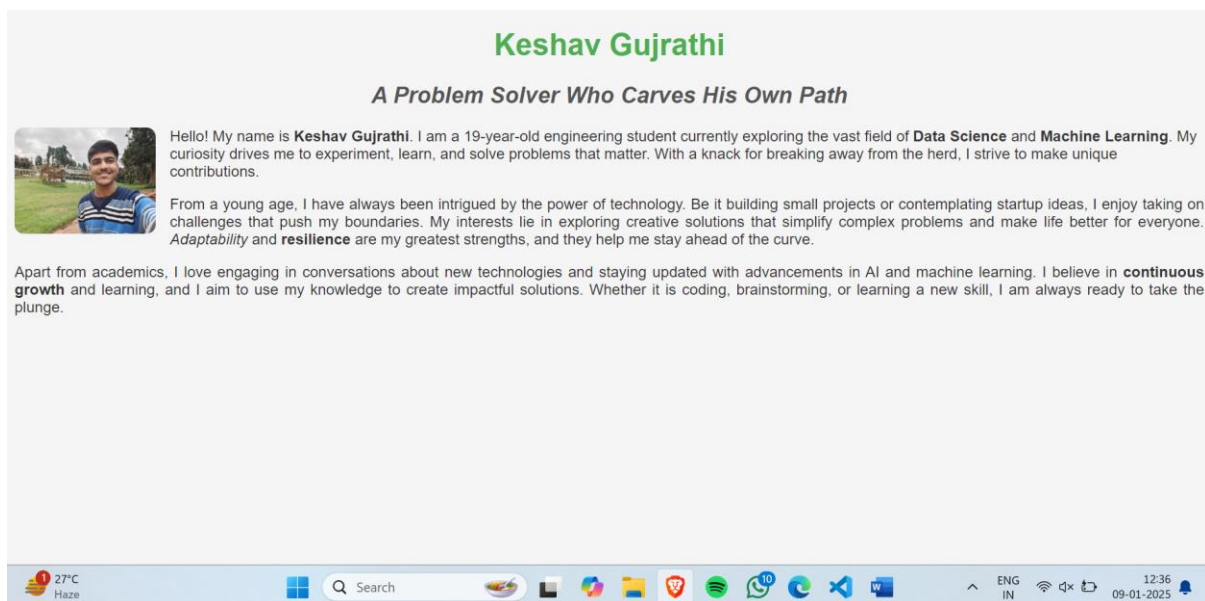 Keshav Gujrathi
A Problem Solver Who Carves His Own Path
Hello! My name is Keshav Gujrathi. I am a 19-year-old engineering student currently exploring the vast field of Data Science and Machine Learning. My
curiosity drives me to experiment, learn, and solve problems that matter. With a knack for breaking away from the herd, I strive to make unique
contributions.
From a young age, I have always been intrigued by the power of technology. Be it building small projects or contemplating startup ideas, I enjoy taking on
challenges that push my boundaries. My interests lie in exploring creative solutions that simplify complex problems and make life better for everyone.
Adaptability and resilience are my greatest strengths, and they help me stay ahead of the curve.
Apart from academics, I love engaging in conversations about new technologies and staying updated with advancements in AI and machine learning. I believe in continuous
growth and learning, and I aim to use my knowledge to create impactful solutions. Whether it is coding, brainstorming, or learning a new skill, I am always ready to take the
plunge.
1
27°C
Haze
Search
10
ENG
IN
12:36
09-01-2025